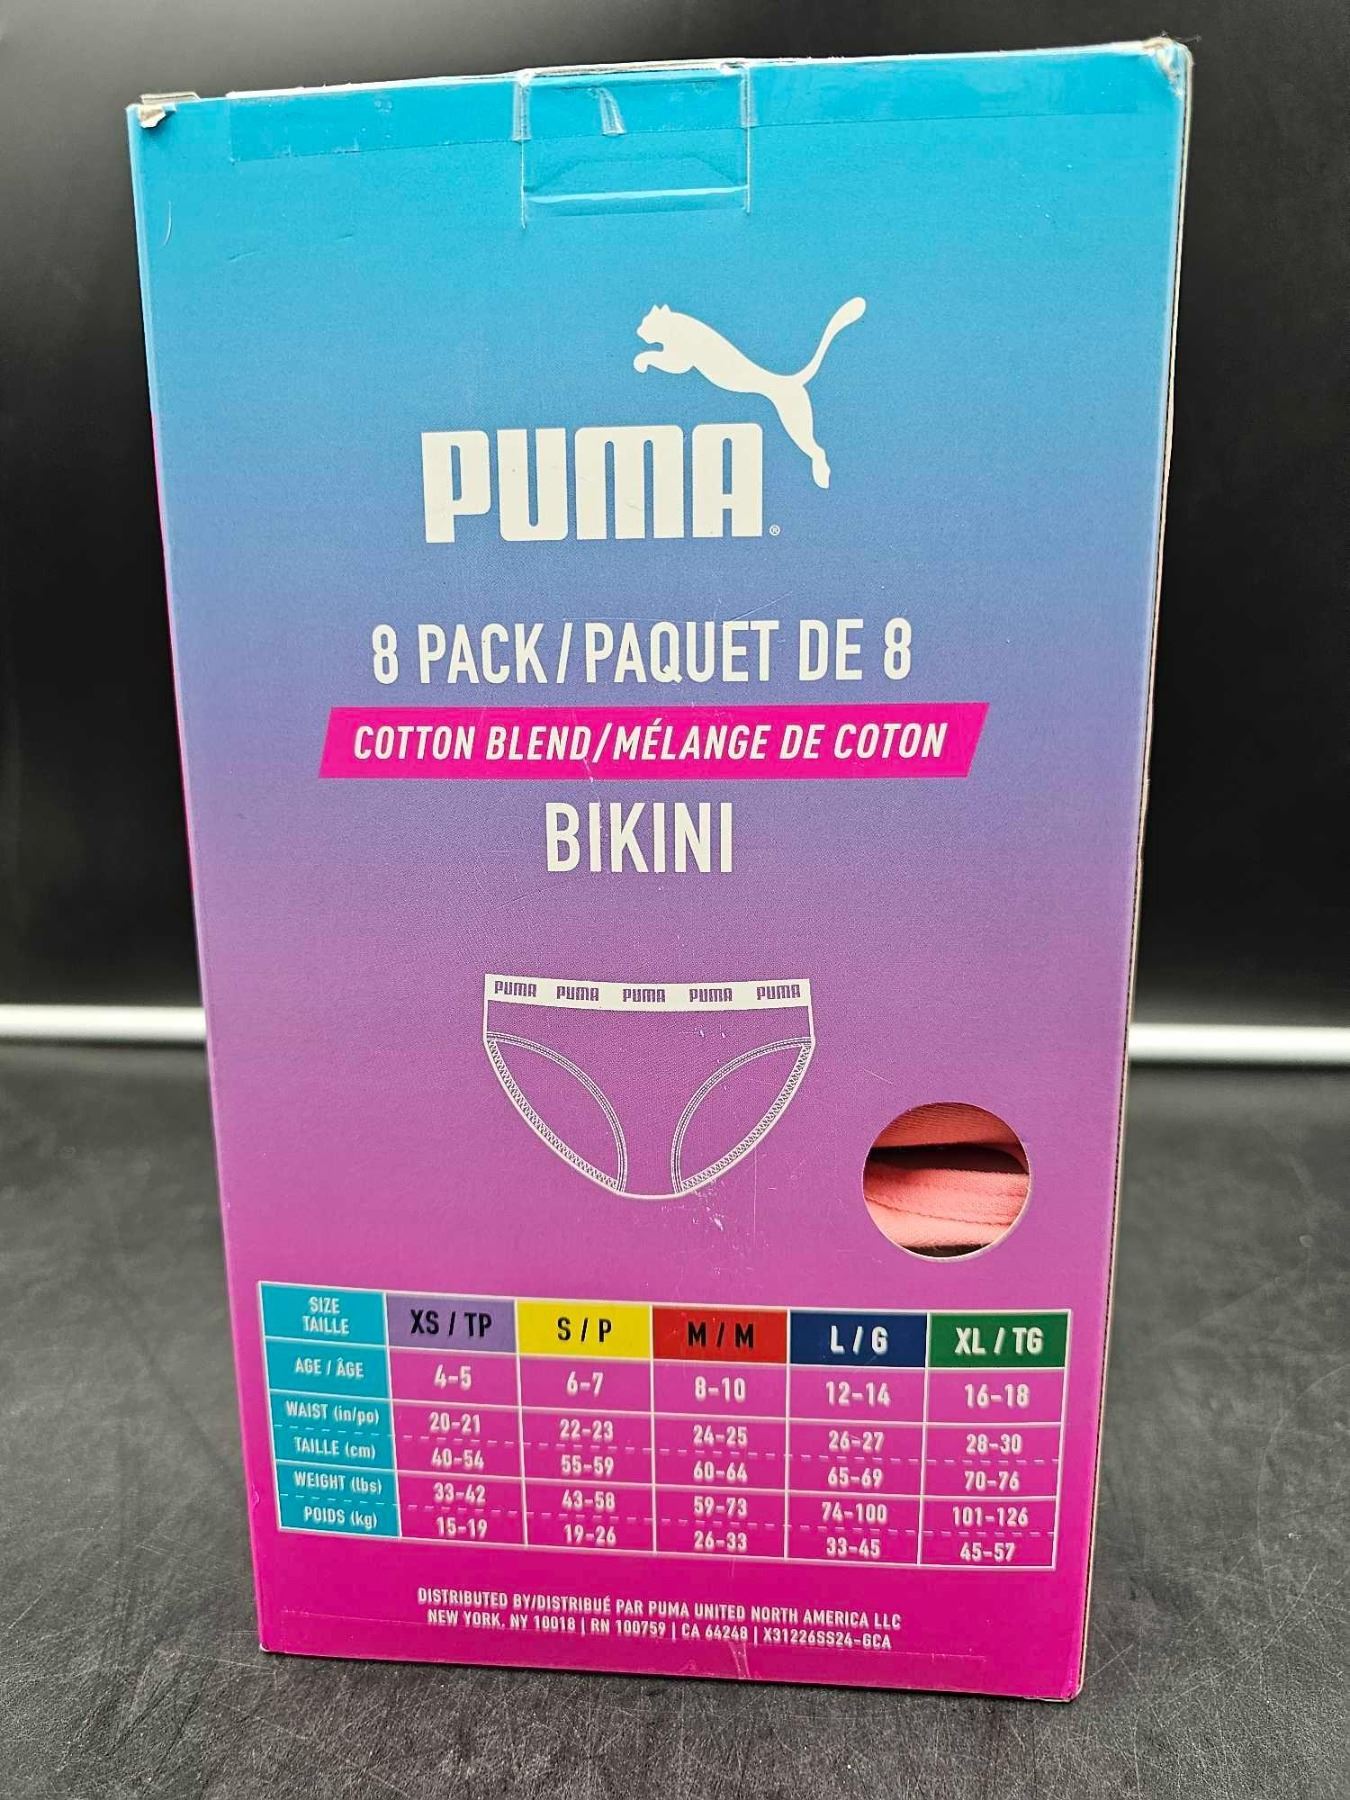 PUMA®
8 PACK/PAQUET DE 8
COTTON BLEND/MÉLANGE DE COTON
BIKINI
PUMA PUMA PUMA PUMA PUMA
SIZE TAILLE XS / TP S / P M / M L / G XL / TG
AGE / ÂGE 4-5 6-7 8-10 12-14 16-18
WAIST (in/po) 20-21 22-23 24-25 26-27 28-30
TAILLE (cm) 40-54 55-59 60-64 65-69 70-76
WEIGHT (lbs) 33-42 43-58 59-73 74-100 101-126
POIDS (kg) 15-19 19-26 26-33 33-45 45-57
DISTRIBUTED BY/DISTRIBUÉ PAR PUMA UNITED NORTH AMERICA LLC
NEW YORK, NY 10018 | RN 100759 | CA 64248 | X31226SS24-GCA